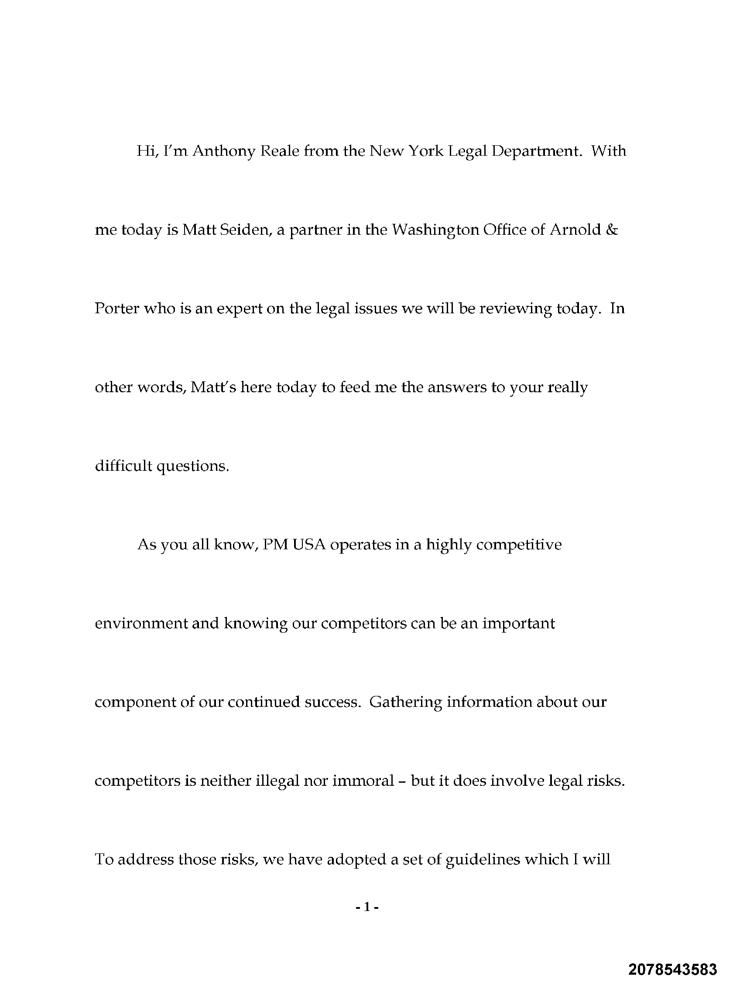 Hi, I'm Anthony Reale from the New York Legal Department.  With
me today is Matt Seiden, a partner in the Washington Office of Arnold &
Porter who is an expert on the legal issues we will be reviewing today.  In
other words, Matt's here today to feed me the answers to your really
difficult questions.
As you all know, PM USA operates in a highly competitive
environment and knowing our competitors can be an important
component of our continued success.  Gathering information about our
competitors is neither illegal nor immoral – but it does involve legal risks.
To address those risks, we have adopted a set of guidelines which I will
- 1 -
2078543583